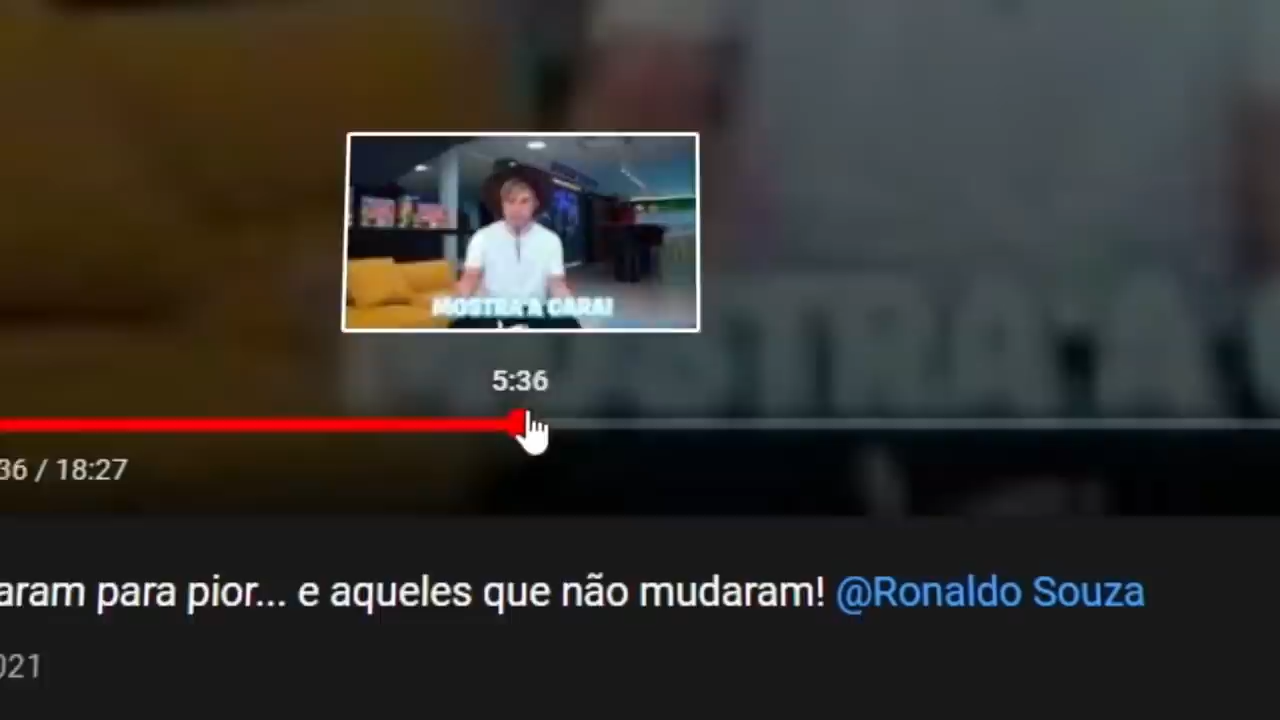 MOSTRA A CARA!
5:36
36 / 18:27
aram para pior... e aqueles que não mudaram! @Ronaldo Souza
021